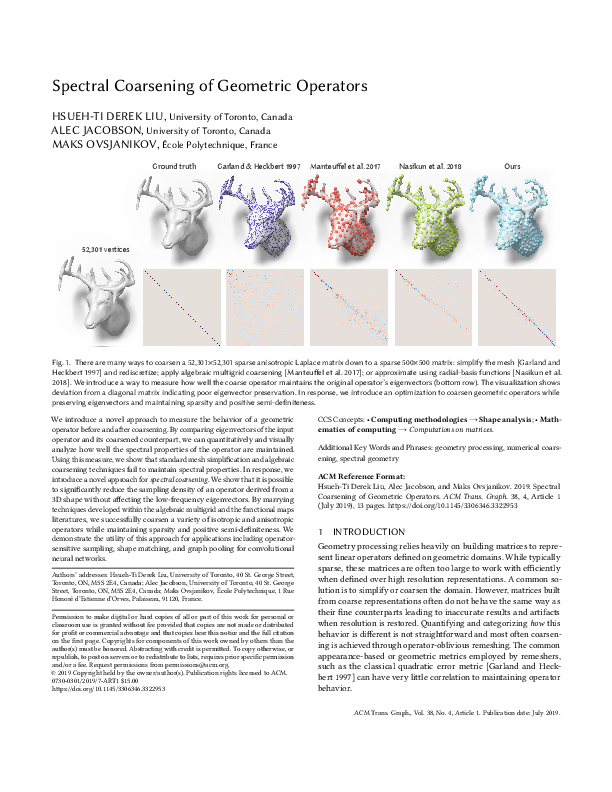 Spectral Coarsening of Geometric Operators
HSUEH-TI DEREK LIU, University of Toronto, Canada
ALEC JACOBSON, University of Toronto, Canada
MAKS OVSJANIKOV, École Polytechnique, France
Ground truth
Garland & Heckbert 1997
Manteuffel et al. 2017
Nasikun et al. 2018
Ours
52,301 vertices
Fig. 1. There are many ways to coarsen a 52,301×52,301 sparse anisotropic Laplace matrix down to a sparse 500×500 matrix: simplify the mesh [Garland and
Heckbert 1997] and rediscretize; apply algebraic multigrid coarsening [Manteuffel et al. 2017]; or approximate using radial-basis functions [Nasikun et al.
2018]. We introduce a way to measure how well the coarse operator maintains the original operator's eigenvectors (bottom row). The visualization shows
deviation from a diagonal matrix indicating poor eigenvector preservation. In response, we introduce an optimization to coarsen geometric operators while
preserving eigenvectors and maintaining sparsity and positive semi-definiteness.
We introduce a novel approach to measure the behavior of a geometric
operator before and after coarsening. By comparing eigenvectors of the input
operator and its coarsened counterpart, we can quantitatively and visually
analyze how well the spectral properties of the operator are maintained.
Using this measure, we show that standard mesh simplification and algebraic
coarsening techniques fail to maintain spectral properties. In response, we
introduce a novel approach for spectral coarsening. We show that it is possible
to significantly reduce the sampling density of an operator derived from a
3D shape without affecting the low-frequency eigenvectors. By marrying
techniques developed within the algebraic multigrid and the functional maps
literatures, we successfully coarsen a variety of isotropic and anisotropic
operators while maintaining sparsity and positive semi-definiteness. We
demonstrate the utility of this approach for applications including operator-
sensitive sampling, shape matching, and graph pooling for convolutional
neural networks.
Authors' addresses: Hsueh-Ti Derek Liu, University of Toronto, 40 St. George Street,
Toronto, ON, M5S 2E4, Canada; Alec Jacobson, University of Toronto, 40 St. George
Street, Toronto, ON, M5S 2E4, Canada; Maks Ovsjanikov, École Polytechnique, 1 Rue
Honoré d'Estienne d'Orves, Palaiseau, 91120, France.
Permission to make digital or hard copies of all or part of this work for personal or
classroom use is granted without fee provided that copies are not made or distributed
for profit or commercial advantage and that copies bear this notice and the full citation
on the first page. Copyrights for components of this work owned by others than the
author(s) must be honored. Abstracting with credit is permitted. To copy otherwise, or
republish, to post on servers or to redistribute to lists, requires prior specific permission
and/or a fee. Request permissions from permissions@acm.org.
© 2019 Copyright held by the owner/author(s). Publication rights licensed to ACM.
0730-0301/2019/7-ART1 $15.00
https://doi.org/10.1145/3306346.3322953
CCS Concepts: • Computing methodologies → Shape analysis; • Math-
ematics of computing → Computations on matrices.
Additional Key Words and Phrases: geometry processing, numerical coars-
ening, spectral geometry
ACM Reference Format:
Hsueh-Ti Derek Liu, Alec Jacobson, and Maks Ovsjanikov. 2019. Spectral
Coarsening of Geometric Operators. ACM Trans. Graph. 38, 4, Article 1
(July 2019), 13 pages. https://doi.org/10.1145/3306346.3322953
1 INTRODUCTION
Geometry processing relies heavily on building matrices to repre-
sent linear operators defined on geometric domains. While typically
sparse, these matrices are often too large to work with efficiently
when defined over high resolution representations. A common so-
lution is to simplify or coarsen the domain. However, matrices built
from coarse representations often do not behave the same way as
their fine counterparts leading to inaccurate results and artifacts
when resolution is restored. Quantifying and categorizing how this
behavior is different is not straightforward and most often coarsen-
ing is achieved through operator-oblivious remeshing. The common
appearance-based or geometric metrics employed by remeshers,
such as the classical quadratic error metric [Garland and Heck-
bert 1997] can have very little correlation to maintaining operator
behavior.
ACM Trans. Graph., Vol. 38, No. 4, Article 1. Publication date: July 2019.